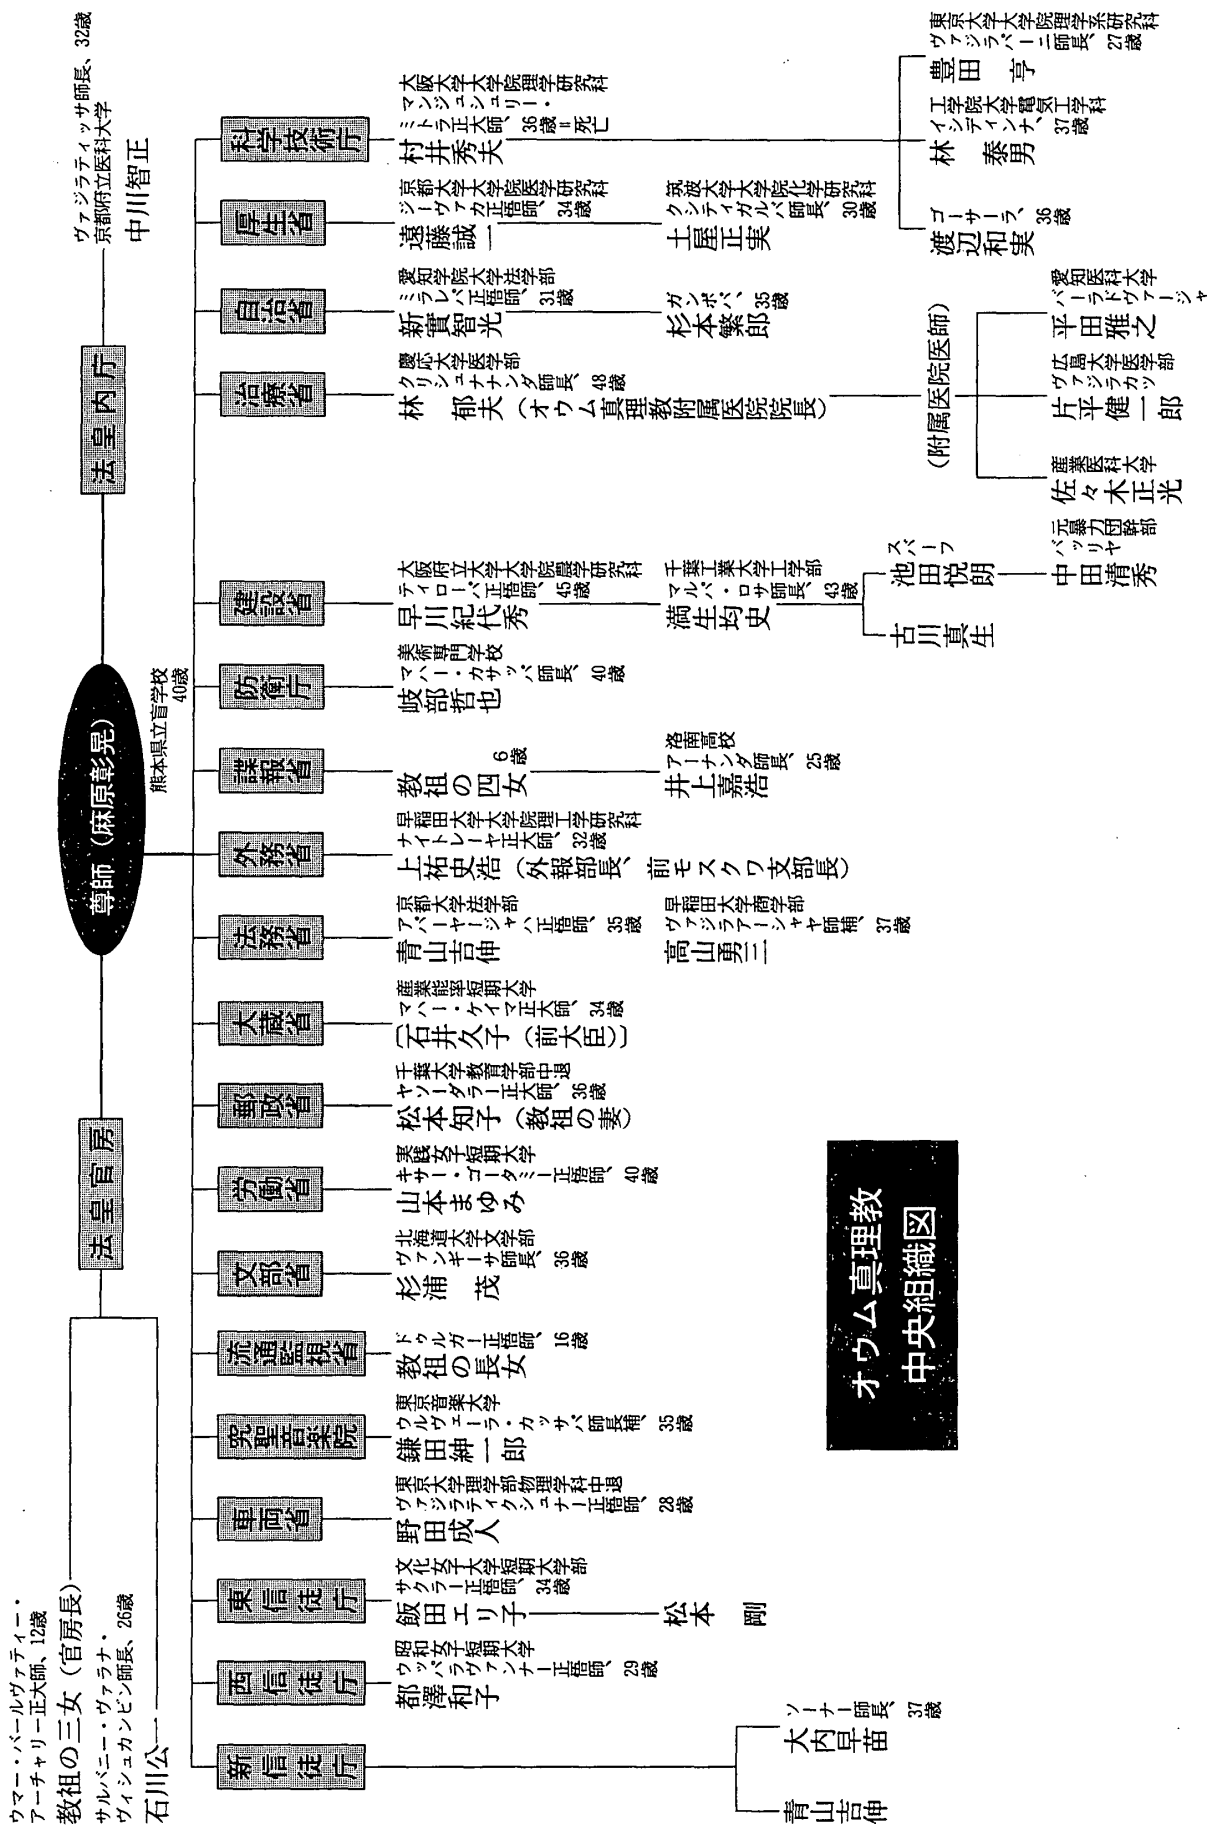 オウム真理教
中央組織図
尊師（麻原彰晃）
熊本県立盲学校
40歳
法皇官房
ウマー・パールヴァティー・
アーチャリー正大師、12歳
教祖の三女（官房長）
サルバニー・ヴァラナ・
ヴィシュカンビン師長、26歳
石川公一
法皇内庁
ヴァジラティッサ師長、32歳
京都府立医科大学
中川智正
新信徒庁
青山吉伸
ソーナー師長、37歳
大内早苗
西信徒庁
昭和女子短期大学
ウッパラヴァンナー正悟師、29歳
都澤和子
東信徒庁
文化女子大学短期大学部
サクラー正悟師、34歳
飯田エリ子
松本 剛
車両省
東京大学理学部物理学科中退
ヴァジラティクシュナー正悟師、28歳
野田成人
究聖音楽院
東京音楽大学
ウルヴェーラ・カッサパ師長補、35歳
鎌田紳一郎
流通監視省
ドゥルガー正悟師、16歳
教祖の長女
文部省
北海道大学文学部
ヴァンギーサ師長、36歳
杉浦 茂
労働省
実践女子短期大学
キサー・ゴータミー正悟師、40歳
山本まゆみ
郵政省
千葉大学教育学部中退
ヤソーダラー正大師、36歳
松本知子（教祖の妻）
大蔵省
産業能率短期大学
マハー・ケイマ正大師、34歳
〔石井久子（前大臣）〕
法務省
京都大学法学部
アパーヤージャハ正悟師、35歳
青山吉伸
早稲田大学商学部
ヴァジラアーシャヤ師補、37歳
高山勇三
外務省
早稲田大学大学院理工学研究科
マイトレーヤ正大師、32歳
上祐史浩（外報部長、前モスクワ支部長）
諜報省
6歳
教祖の四女
洛南高校
アーナンダ師長、25歳
井上嘉浩
防衛庁
美術専門学校
マハー・カサッパ師長、40歳
岐部哲也
建設省
大阪府立大学大学院農学研究科
ティローパ正悟師、45歳
早川紀代秀
千葉工業大学工学部
マルパ・ロサ師長、43歳
満生均史
古川真生
スパーフ
池田悦朗
元暴力団幹部
バッリヤ
中田清秀
治療省
慶応大学医学部
クリシュナナンダ師長、48歳
林 郁夫（オウム真理教附属医院院長）
（附属医院医師）
産業医科大学
佐々木正光
広島大学医学部
ヴァジラカッツ
片平健一郎
愛知医科大学
バーラドヴァージャ
平田雅之
自治省
愛知学院大学法学部
ミラレパ正悟師、31歳
新實智光
ガンポパ、35歳
杉本繁郎
厚生省
京都大学大学院医学研究科
ジーヴァカ正悟師、34歳
遠藤誠一
筑波大学大学院化学研究科
クシティガルバ師長、30歳
土屋正実
科学技術庁
大阪大学大学院理学研究科
マンジュシュリー・
ミトラ正大師、36歳＝死亡
村井秀夫
ゴーサーラ、36歳
渡辺和実
工学院大学電気工学科
イシディンナ、37歳
林 泰男
東京大学大学院理学系研究科
ヴァジラパーニ師長、27歳
豊田 亨